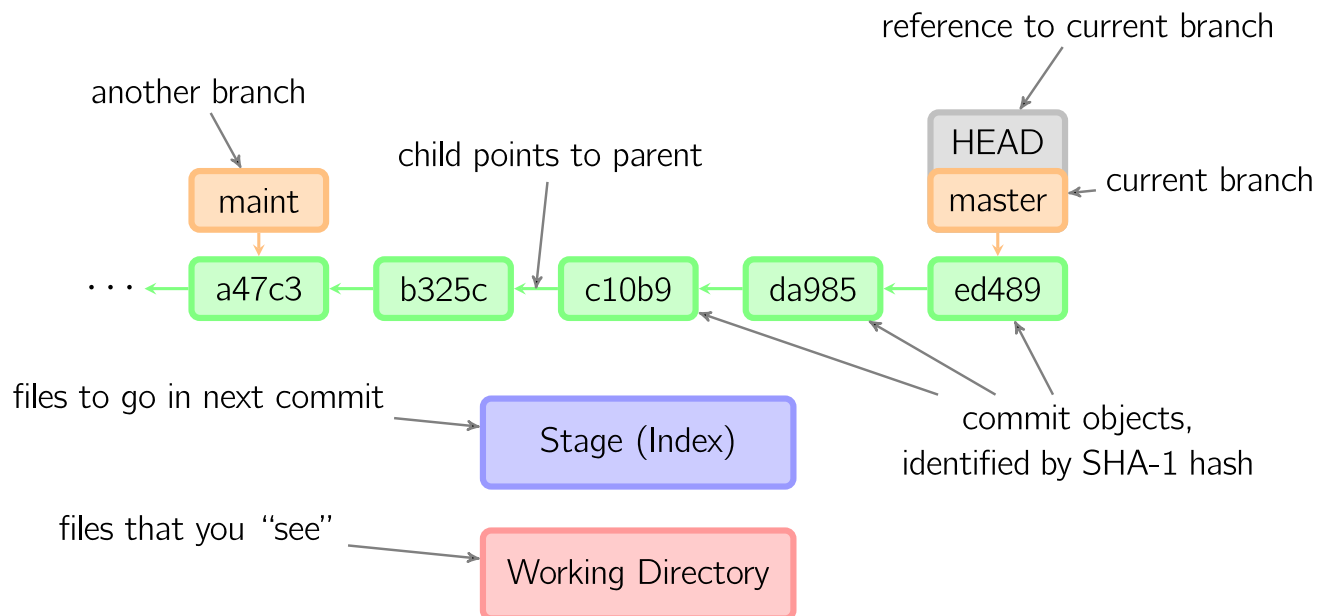 reference to current branch
another branch
HEAD
child points to parent
current branch
maint
master
...
a47c3
b325c
c10b9
da985
ed489
files to go in next commit
Stage (Index)
commit objects,
identified by SHA-1 hash
files that you “see”
Working Directory